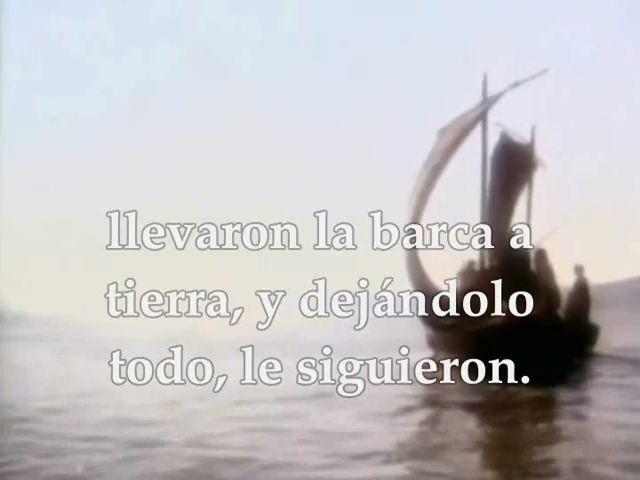 llevaron la barca a
tierra, y dejándolo
todo, le siguieron.